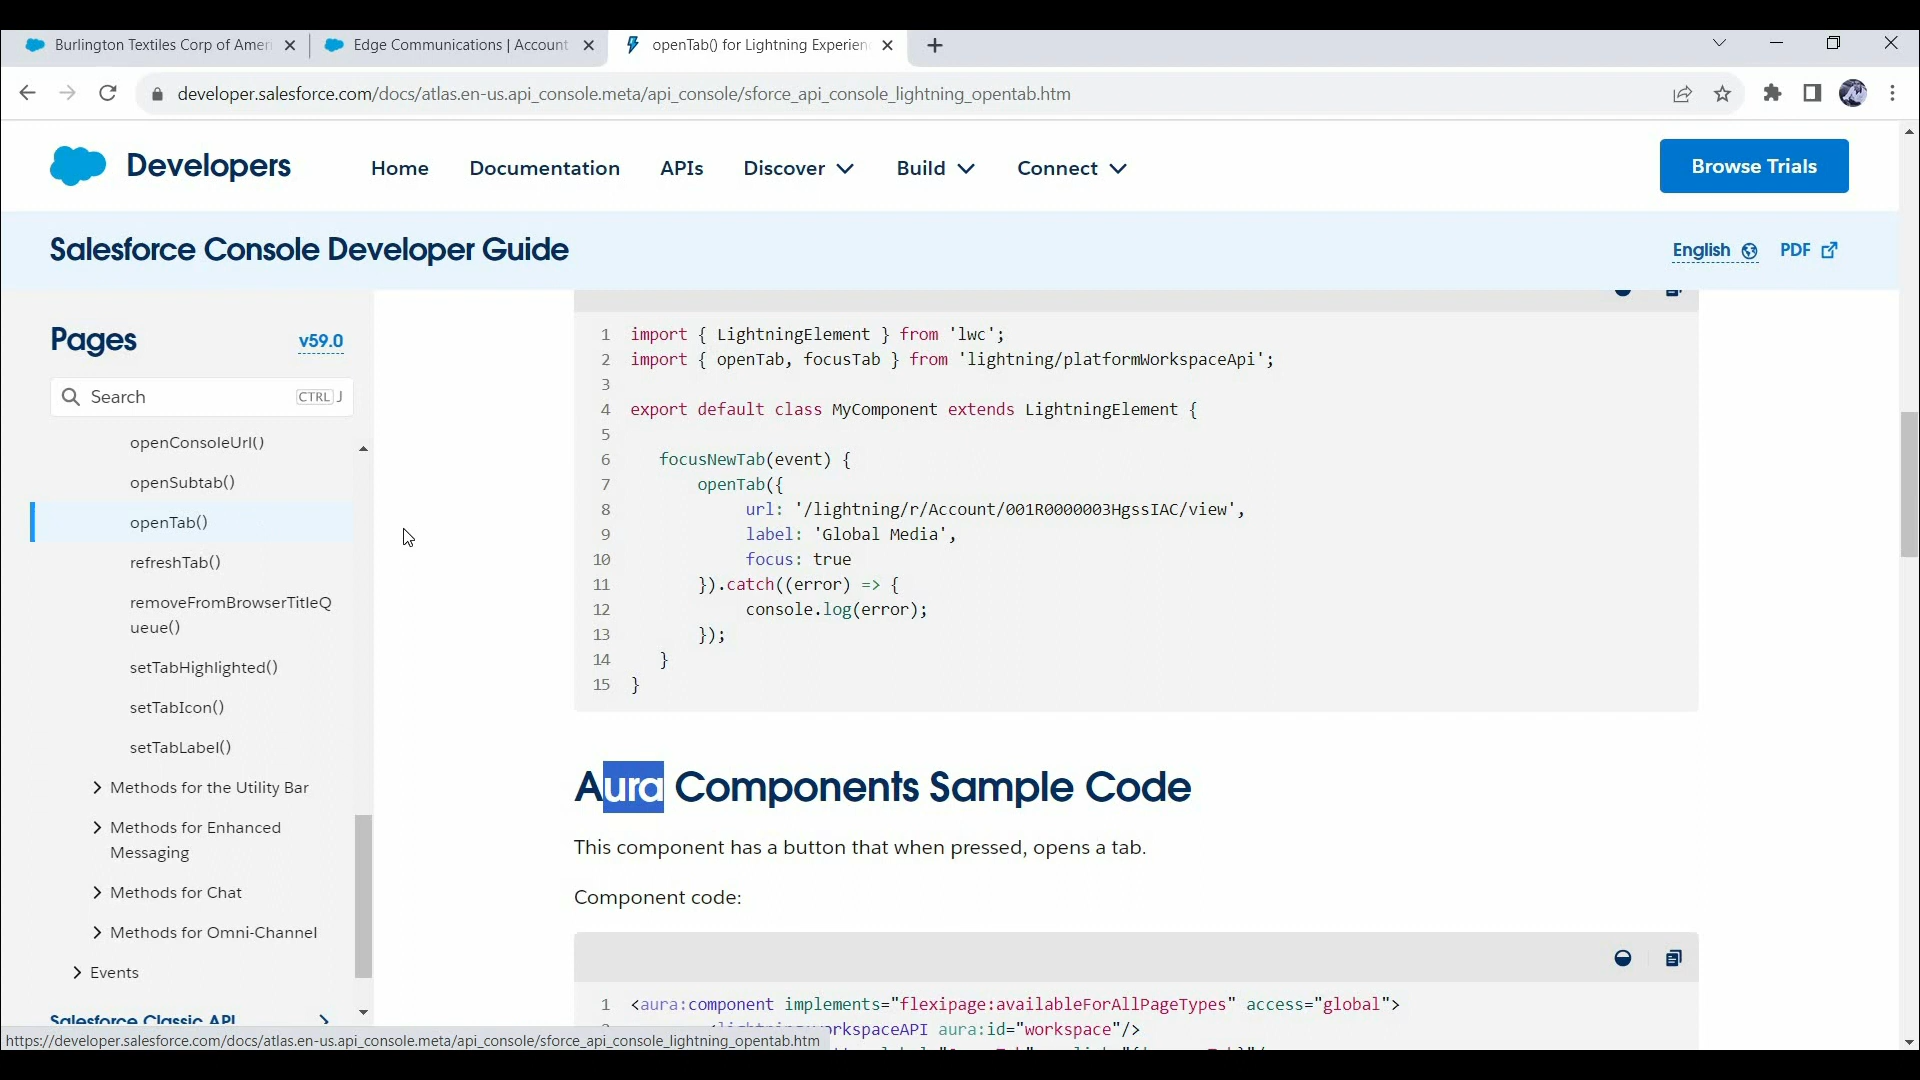 Burlington Textiles Corp of Amer
Edge Communications | Account
openTab() for Lightning Experien
developer.salesforce.com/docs/atlas.en-us.api_console.meta/api_console/sforce_api_console_lightning_opentab.htm
Developers
Home
Documentation
APIs
Discover
Build
Connect
Browse Trials
Salesforce Console Developer Guide
English
PDF
Pages
v59.0
Search
CTRL J
openConsoleUrl()
openSubtab()
openTab()
refreshTab()
removeFromBrowserTitleQ
ueue()
setTabHighlighted()
setTabIcon()
setTabLabel()
Methods for the Utility Bar
Methods for Enhanced
Messaging
Methods for Chat
Methods for Omni-Channel
Events
Salesforce Classic API
1 import { LightningElement } from 'lwc';
2 import { openTab, focusTab } from 'lightning/platformWorkspaceApi';
3
4 export default class MyComponent extends LightningElement {
5
6 focusNewTab(event) {
7 openTab({
8 url: '/lightning/r/Account/001R0000003HgssIAC/view',
9 label: 'Global Media',
10 focus: true
11 }).catch((error) => {
12 console.log(error);
13 });
14 }
15 }
Aura Components Sample Code
This component has a button that when pressed, opens a tab.
Component code:
1 <aura:component implements="flexipage:availableForAllPageTypes" access="global">
aura:id="workspace"/>
https://developer.salesforce.com/docs/atlas.en-us.api_console.meta/api_console/sforce_api_console_lightning_opentab.htm